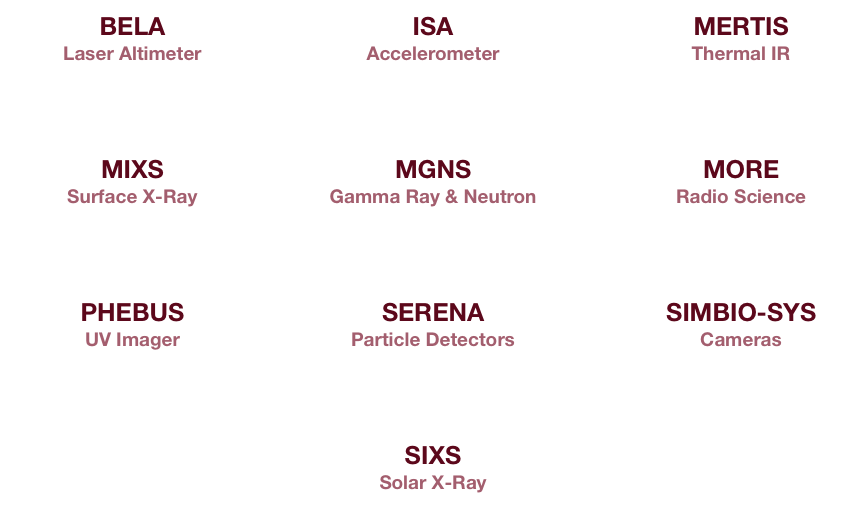 BELA
Laser Altimeter
ISA
Accelerometer
MERTIS
Thermal IR
MIXS
Surface X-Ray
MGNS
Gamma Ray & Neutron
MORE
Radio Science
PHEBUS
UV Imager
SERENA
Particle Detectors
SIMBIO-SYS
Cameras
SIXS
Solar X-Ray